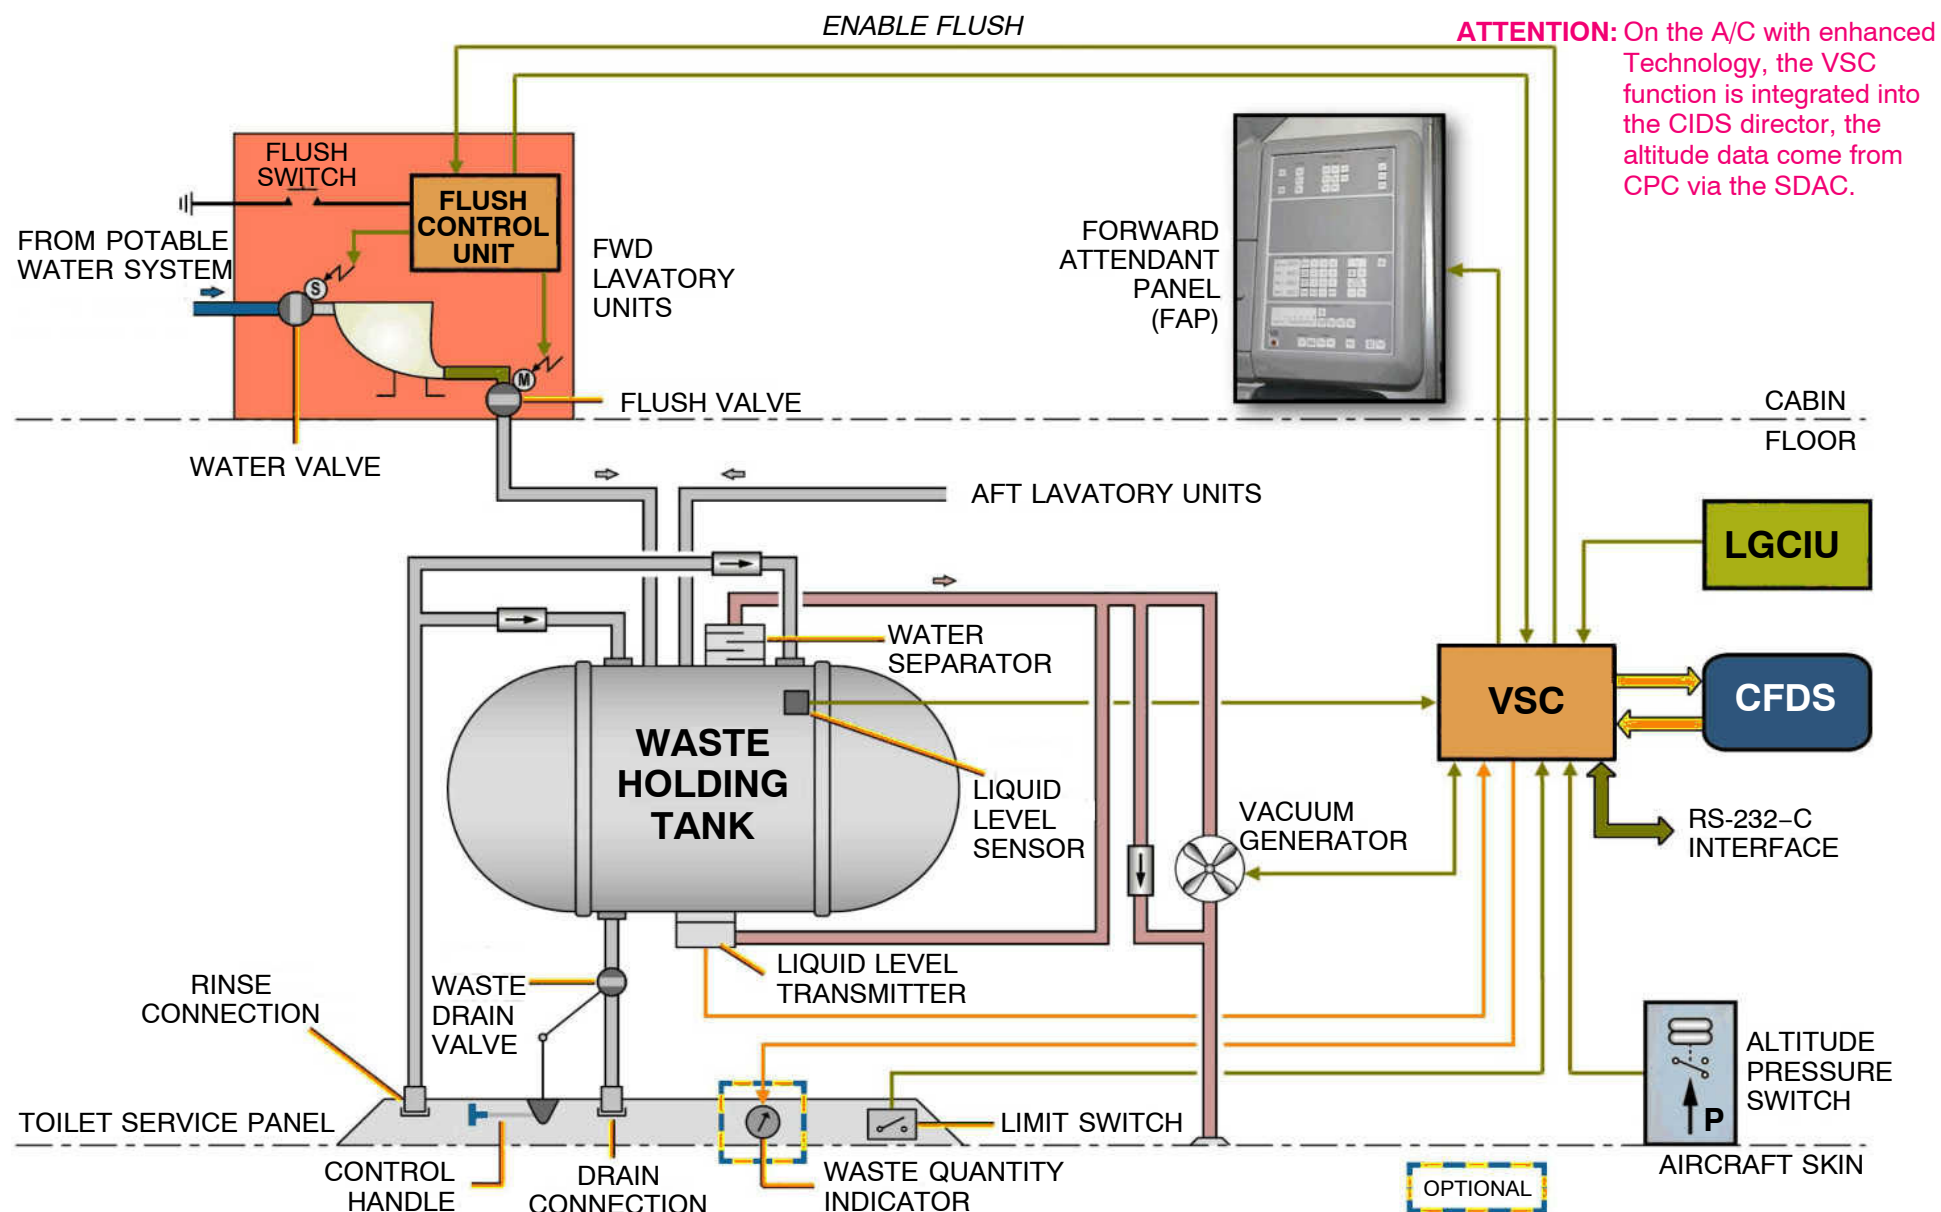 ENABLE FLUSH
ATTENTION: On the A/C with enhanced
Technology, the VSC
function is integrated into
the CIDS director, the
altitude data come from
CPC via the SDAC.
FLUSH
SWITCH
FLUSH
CONTROL
UNIT
FROM POTABLE
WATER SYSTEM
S
M
FWD
LAVATORY
UNITS
FORWARD
ATTENDANT
PANEL
(FAP)
FLUSH VALVE
CABIN
FLOOR
WATER VALVE
AFT LAVATORY UNITS
LGCIU
WATER
SEPARATOR
VSC
CFDS
WASTE
HOLDING
TANK
LIQUID
LEVEL
SENSOR
VACUUM
GENERATOR
RS-232-C
INTERFACE
LIQUID LEVEL
TRANSMITTER
RINSE
CONNECTION
WASTE
DRAIN
VALVE
ALTITUDE
PRESSURE
SWITCH
P
TOILET SERVICE PANEL
LIMIT SWITCH
CONTROL
HANDLE
DRAIN
CONNECTION
WASTE QUANTITY
INDICATOR
AIRCRAFT SKIN
OPTIONAL